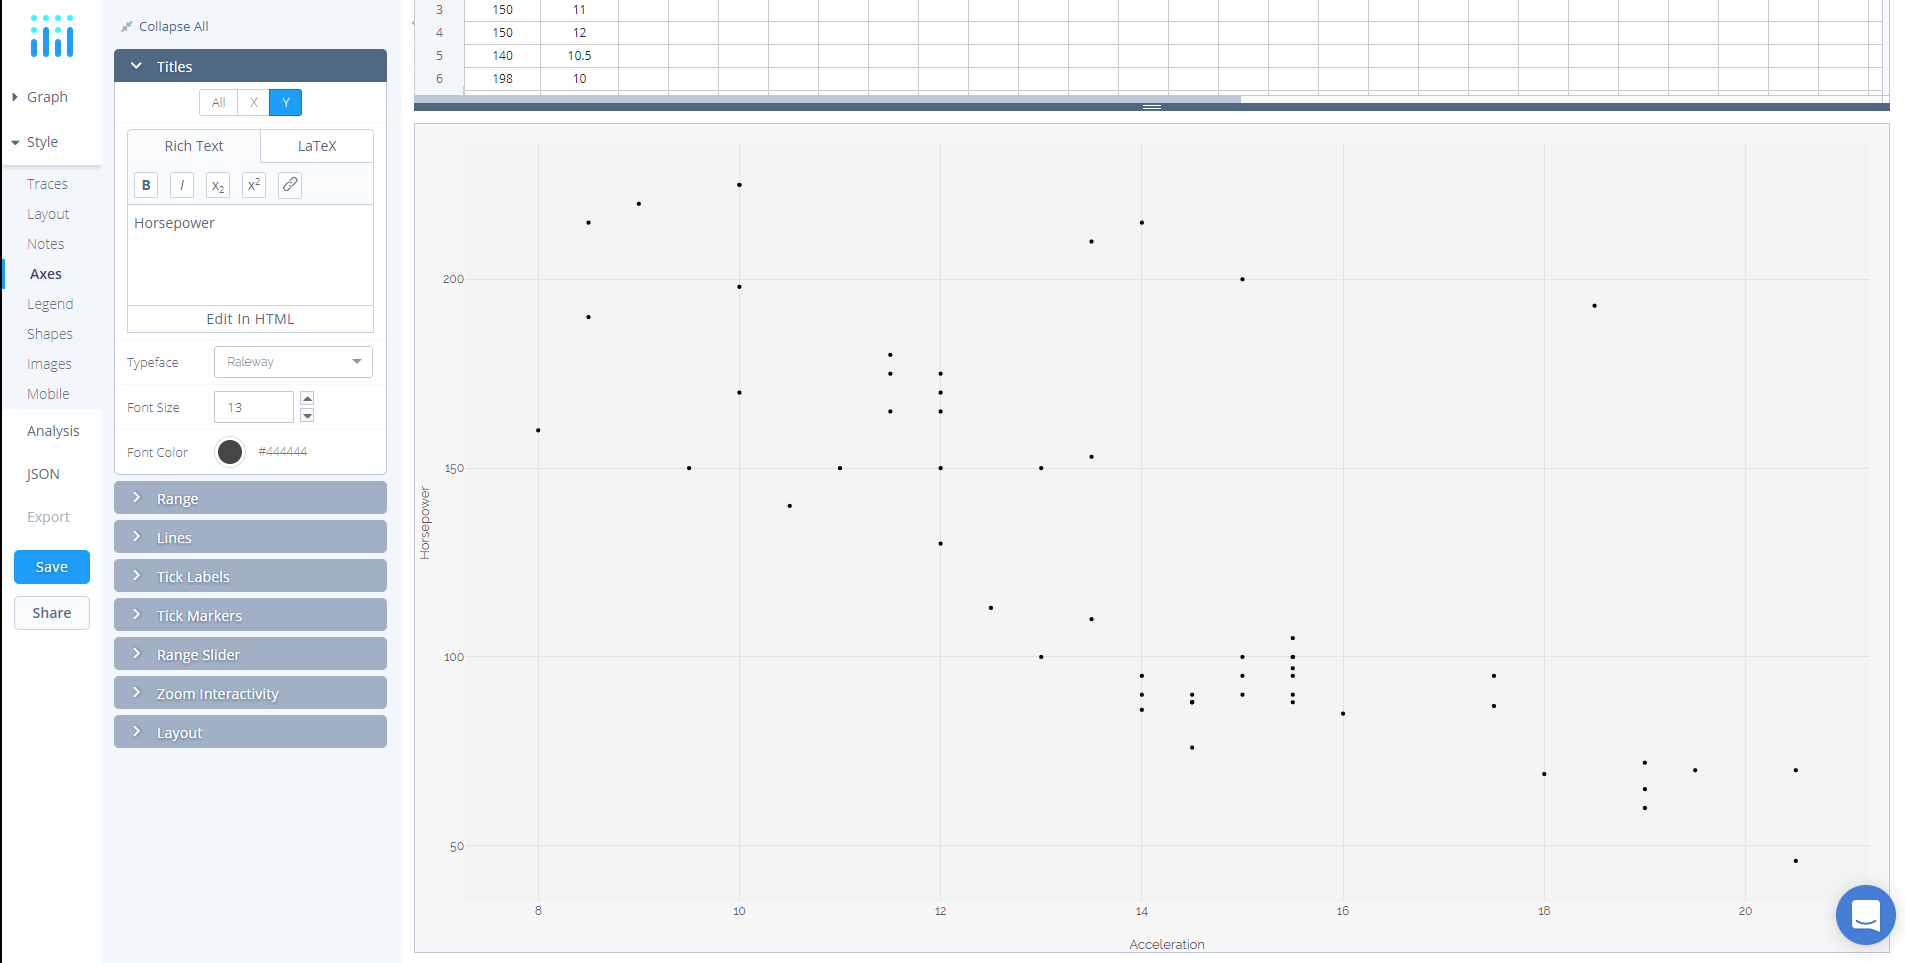 Collapse All
Graph
Style
Traces
Layout
Notes
Axes
Legend
Shapes
Images
Mobile
Analysis
JSON
Export
Save
Share
Titles
All X Y
Rich Text LaTeX
B I x2 x2
Horsepower
Edit In HTML
Typeface Raleway
Font Size 13
Font Color #444444
Range
Lines
Tick Labels
Tick Markers
Range Slider
Zoom Interactivity
Layout
3 150 11
4 150 12
5 140 10.5
6 198 10
200
150
100
50
Horsepower
8 10 12 14 16 18 20
Acceleration